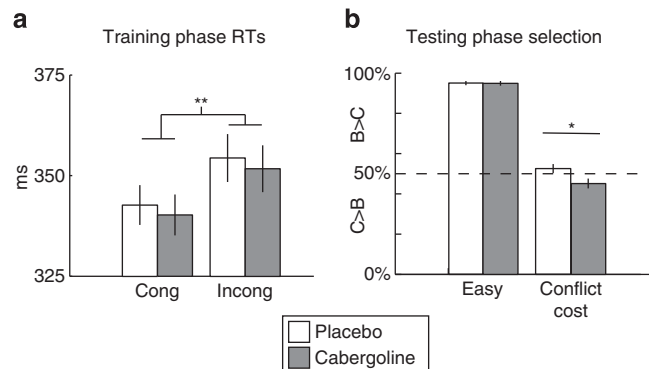 a
Training phase RTs
375
**
ms
350
325
Cong
Incong
b
Testing phase selection
100%
B>C
*
50%
C>B
0%
Easy
Conflict
cost
Placebo
Cabergoline